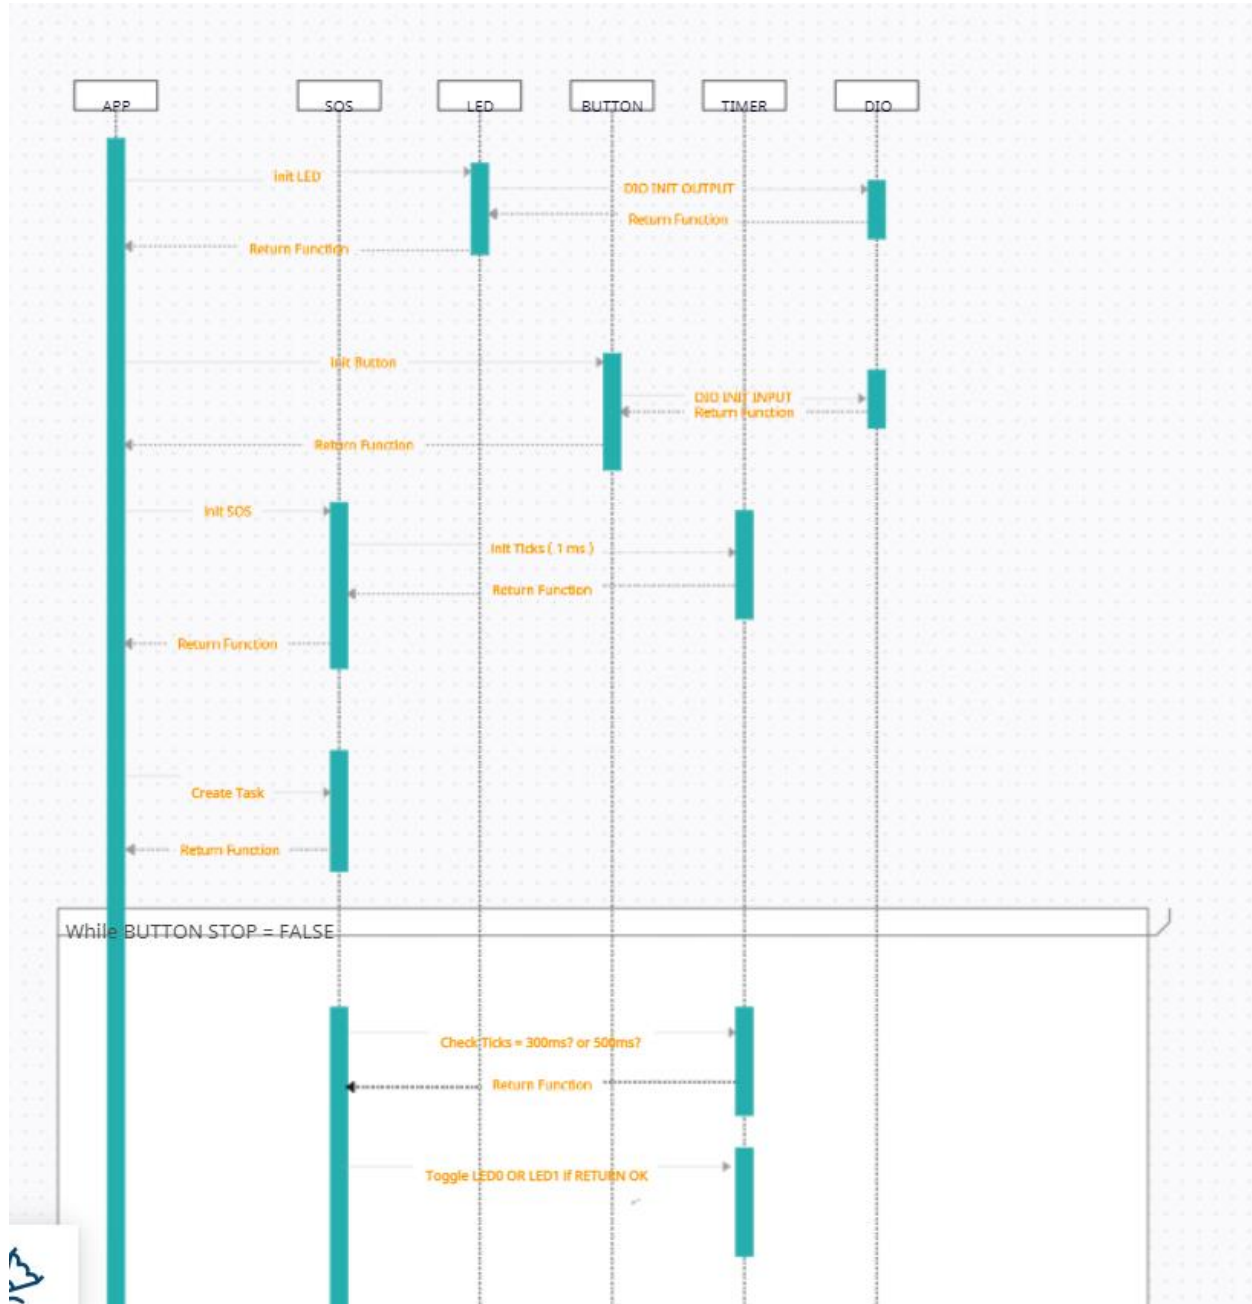 APP SOS LED BUTTON TIMER DIO
init LED
DIO INIT OUTPUT
Return Function
Return Function
Init Button
DIO INIT INPUT
Return Function
Return Function
Init SOS
Init Ticks ( 1 ms )
Return Function
Return Function
Create Task
Return Function
While BUTTON STOP = FALSE
Check Ticks = 300ms? or 500ms?
Return Function
Toggle LED0 OR LED1 if RETURN OK